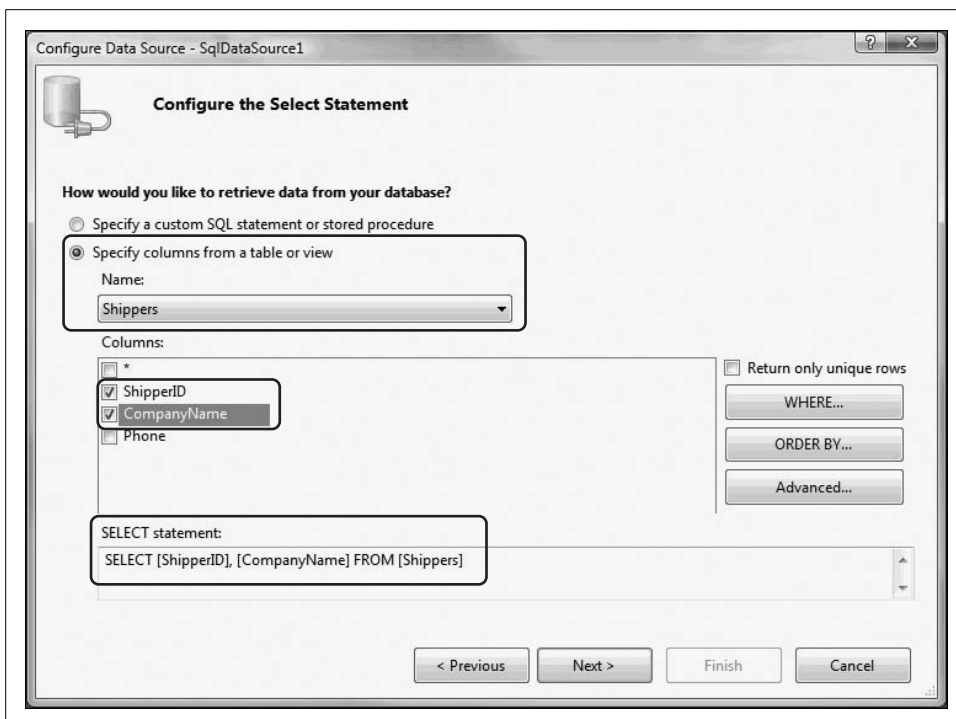 Configure Data Source - SqlDataSource1
Configure the Select Statement
How would you like to retrieve data from your database?
Specify a custom SQL statement or stored procedure
Specify columns from a table or view
Name:
Shippers
Columns:
*
Return only unique rows
ShipperID
WHERE...
CompanyName
Phone
ORDER BY...
Advanced...
SELECT statement:
SELECT [ShipperID], [CompanyName] FROM [Shippers]
< Previous
Next >
Finish
Cancel